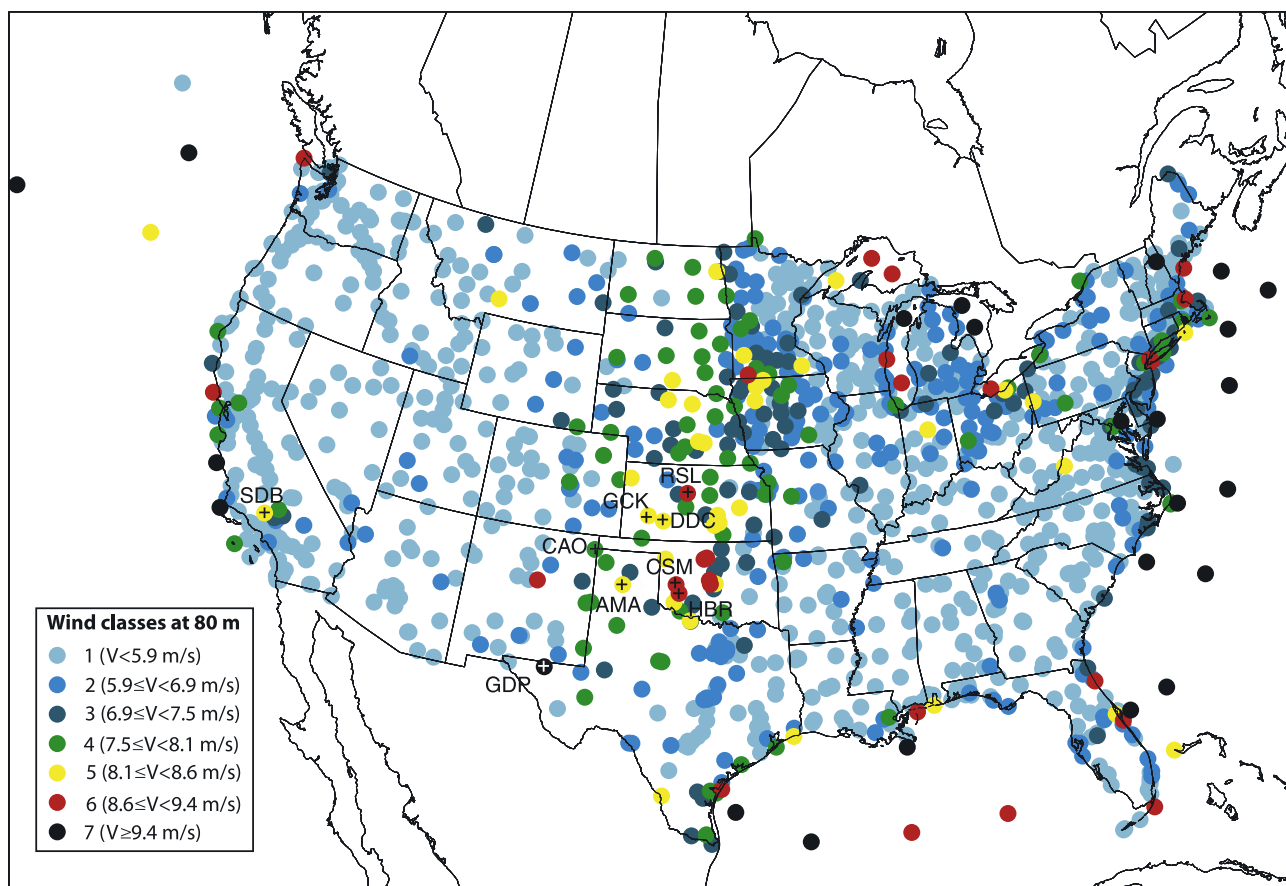 RSL
GCK
SDB
DDC
CAO
CSM
AMA
HBR
GDP
Wind classes at 80 m
1 (V<5.9 m/s)
2 (5.9≤V<6.9 m/s)
3 (6.9≤V<7.5 m/s)
4 (7.5≤V<8.1 m/s)
5 (8.1≤V<8.6 m/s)
6 (8.6≤V<9.4 m/s)
7 (V≥9.4 m/s)